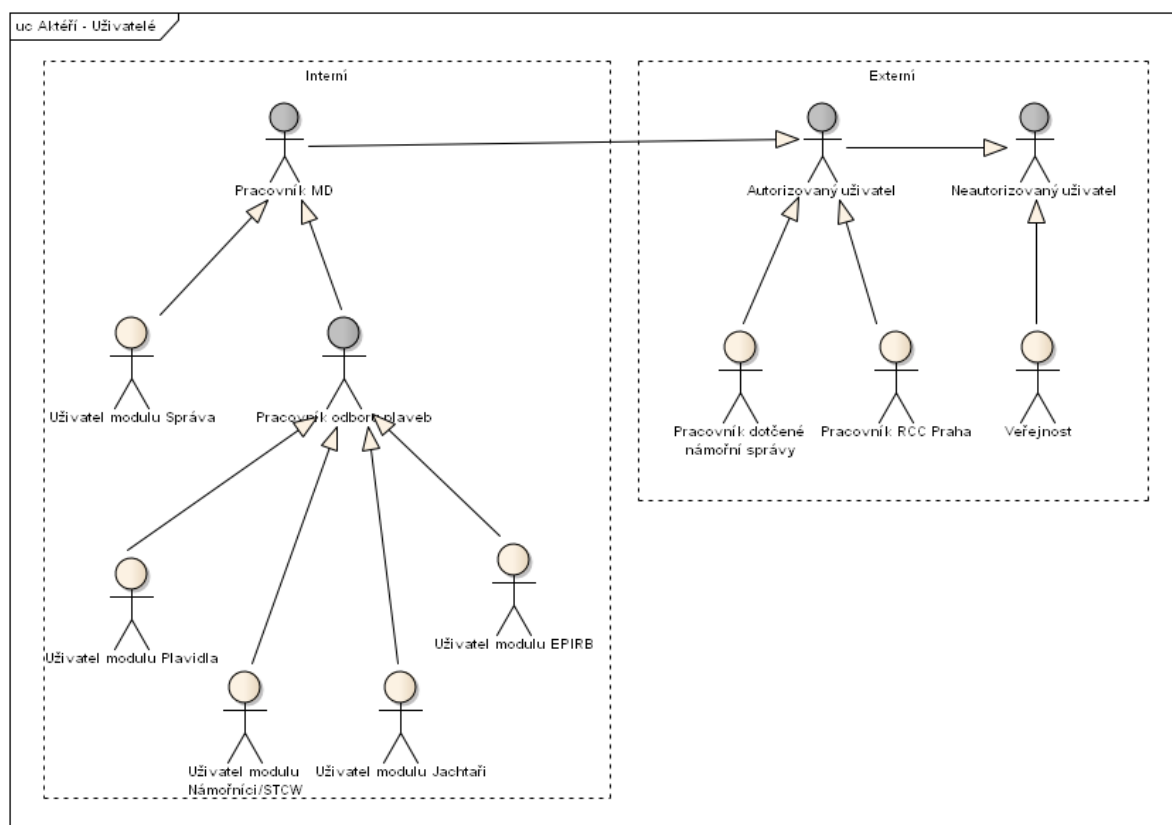 uc Aktéři - Uživatelé
Interní
Externí
Pracovník MD
Autorizovaný uživatel
Neautorizovaný uživatel
Uživatel modulu Správa
Pracovník odboru plaveb
Pracovník dotčené
námořní správy
Pracovník RCC Praha
Veřejnost
Uživatel modulu Plavidla
Uživatel modulu EPIRB
Uživatel modulu
Námořníci/STCW
Uživatel modulu Jachtaři